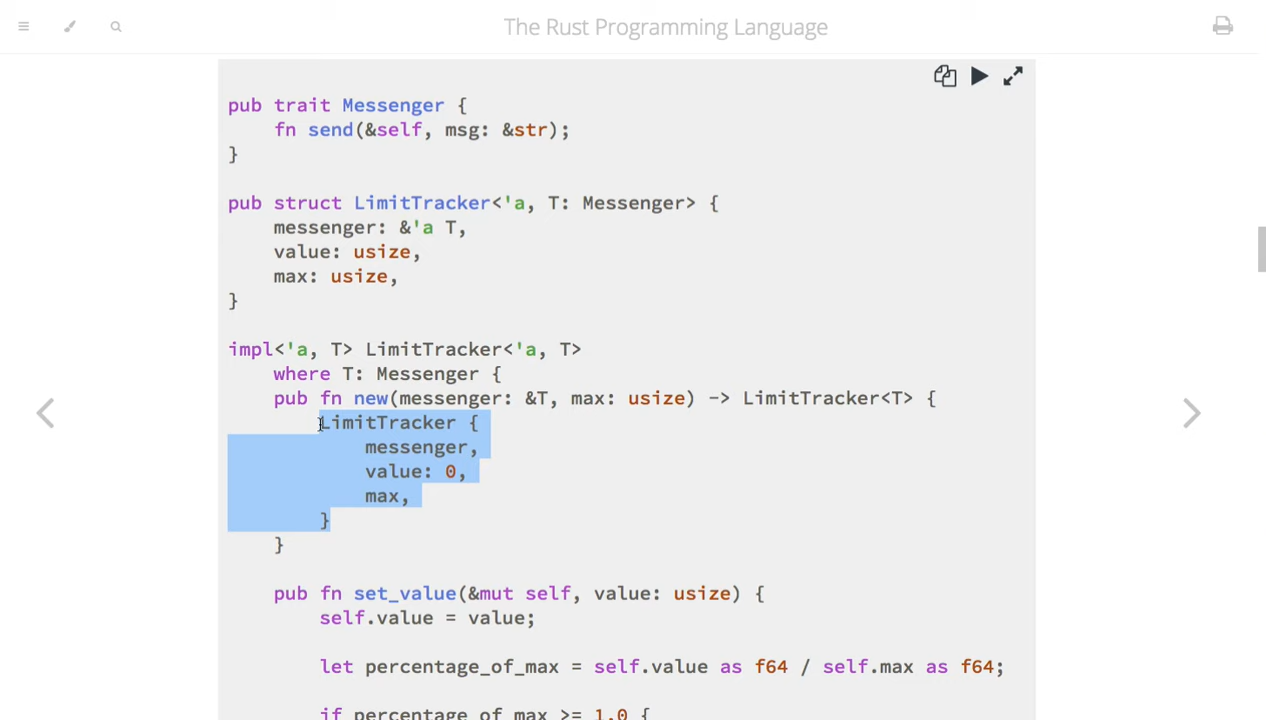 The Rust Programming Language
pub trait Messenger {
    fn send(&self, msg: &str);
}

pub struct LimitTracker<'a, T: Messenger> {
    messenger: &'a T,
    value: usize,
    max: usize,
}

impl<'a, T> LimitTracker<'a, T>
    where T: Messenger {
    pub fn new(messenger: &T, max: usize) -> LimitTracker<T> {
        LimitTracker {
            messenger,
            value: 0,
            max,
        }
    }

    pub fn set_value(&mut self, value: usize) {
        self.value = value;

        let percentage_of_max = self.value as f64 / self.max as f64;

        if percentage_of_max >= 1.0 {